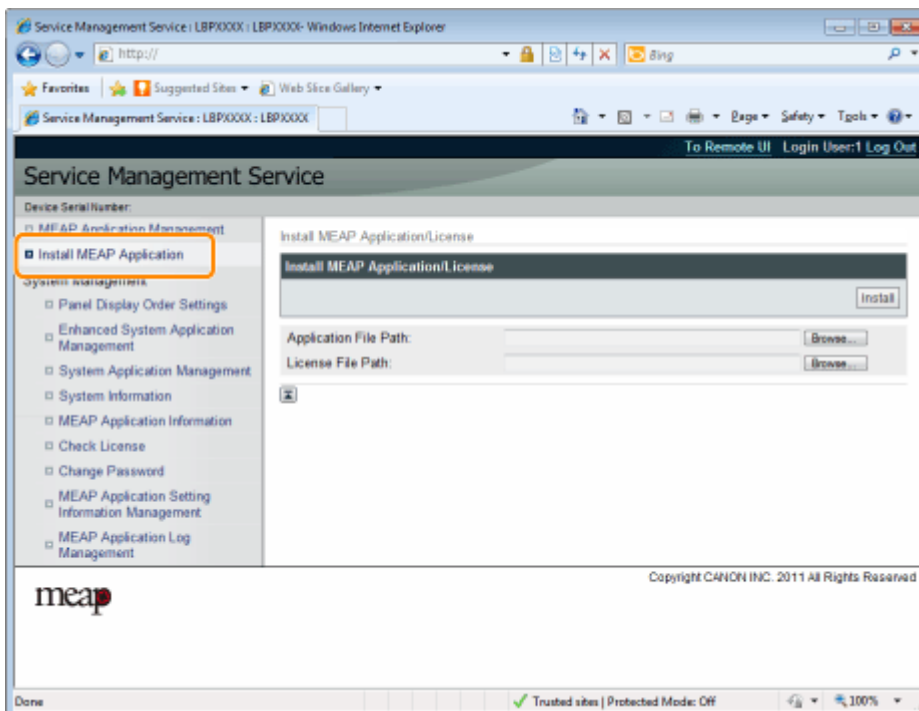 Service Management Service : LBPXXXX : LBPXXXX- Windows Internet Explorer
http://
Bing
Favorites Suggested Sites Web Slice Gallery
Service Management Service : LBPXXXX : LBPXXXX
Page Safety Tools
To Remote UI Login User:1 Log Out
Service Management Service
Device Serial Number:
MEAP Application Management
Install MEAP Application
System Management
Panel Display Order Settings
Enhanced System Application
Management
System Application Management
System Information
MEAP Application Information
Check License
Change Password
MEAP Application Setting
Information Management
MEAP Application Log
Management
Install MEAP Application/License
Install MEAP Application/License
Install
Application File Path: Browse...
License File Path: Browse...
Copyright CANON INC. 2011 All Rights Reserved
meap
Done Trusted sites | Protected Mode: Off 100%